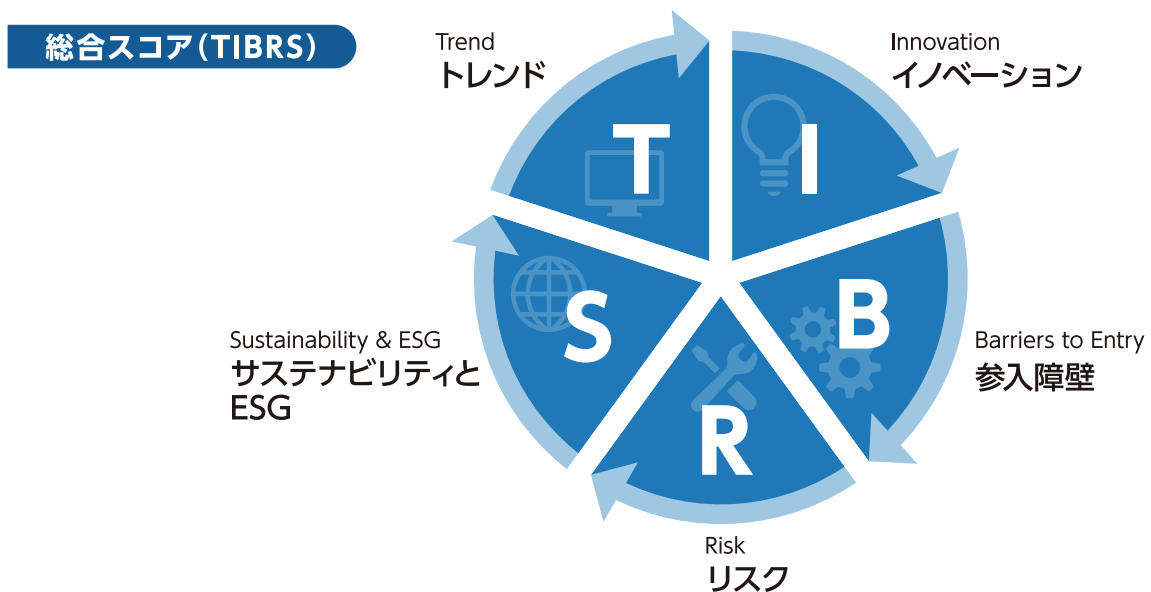 総合スコア(TIBRS)
Trend
トレンド
Innovation
イノベーション
T
I
B
R
S
Barriers to Entry
参入障壁
Risk
リスク
Sustainability & ESG
サステナビリティと
ESG